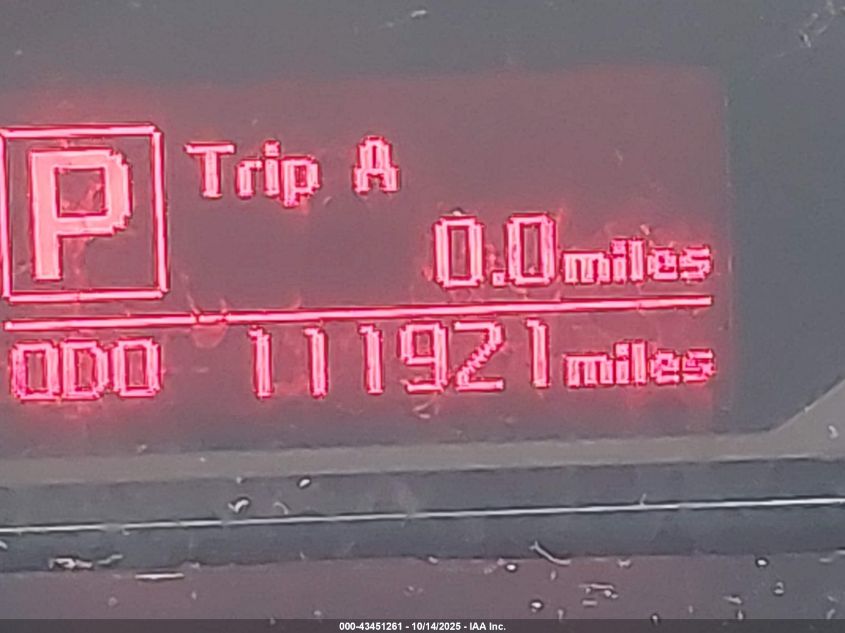 P
Trip A
0.0 miles
ODO 111921 miles
000-43451261 - 10/14/2025 - IAA Inc.